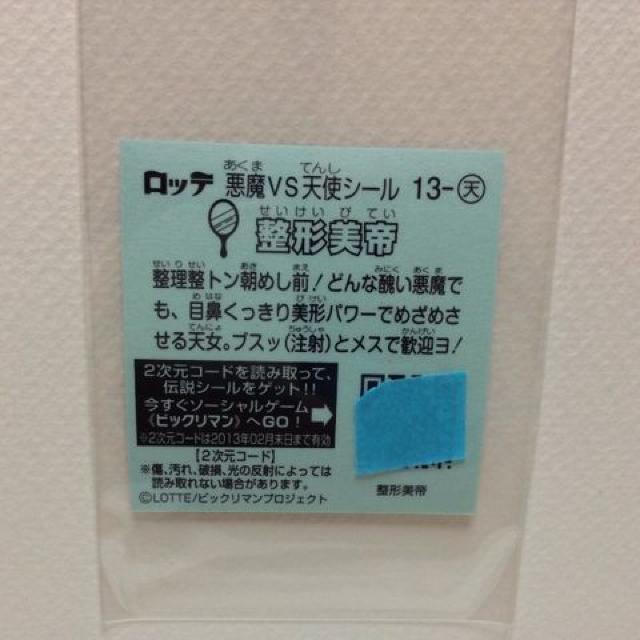 ロッテ 悪魔VS天使シール 13-天
整形美帝
整理整トン朝めし前!どんな醜い悪魔で
も、目鼻くっきり美形パワーでめざめさ
せる天女。ブスッ(注射)とメスで歓迎ヨ!
2次元コードを読み取って、
伝説シールをゲット!!
今すぐソーシャルゲーム
《ビックリマン》へGO!
※2次元コードは2013年02月末日まで有効
【2次元コード】
※傷、汚れ、破損、光の反射によっては
読み取れない場合があります。
©LOTTE/ビックリマンプロジェクト
整形美帝